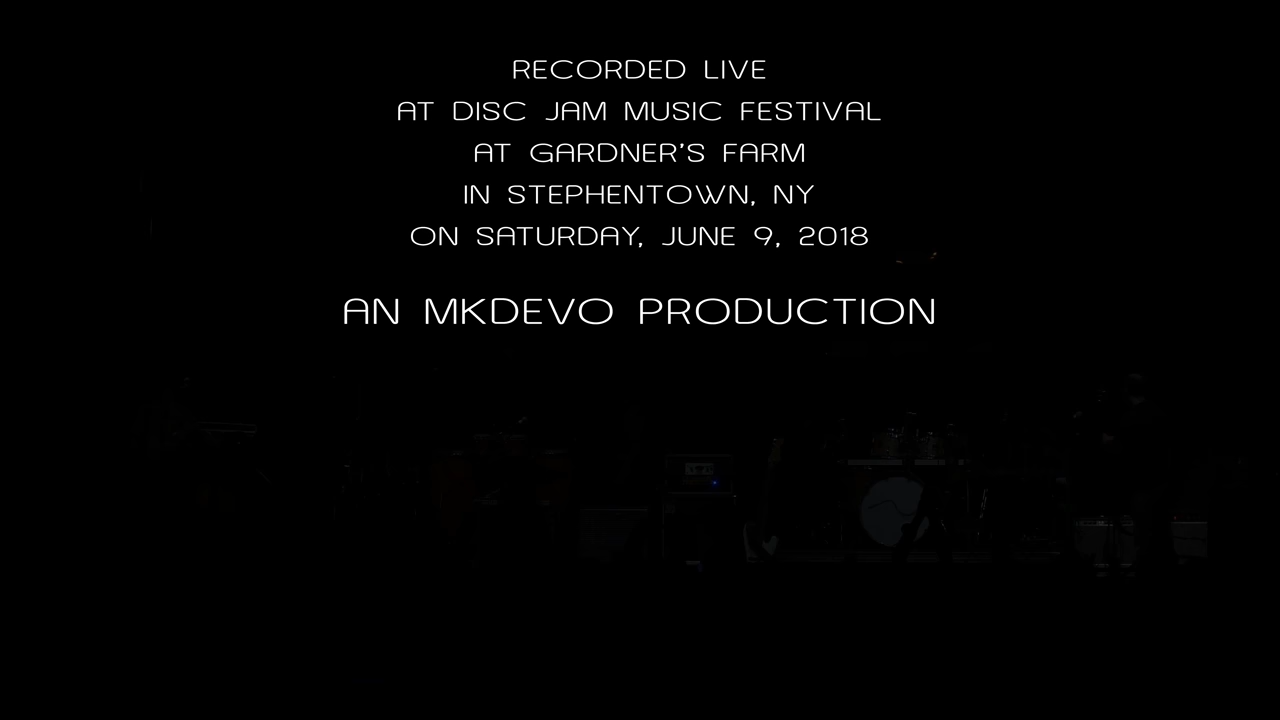 RECORDED LIVE
AT DISC JAM MUSIC FESTIVAL
AT GARDNER'S FARM
IN STEPHENTOWN, NY
ON SATURDAY, JUNE 9, 2018
AN MKDEVO PRODUCTION